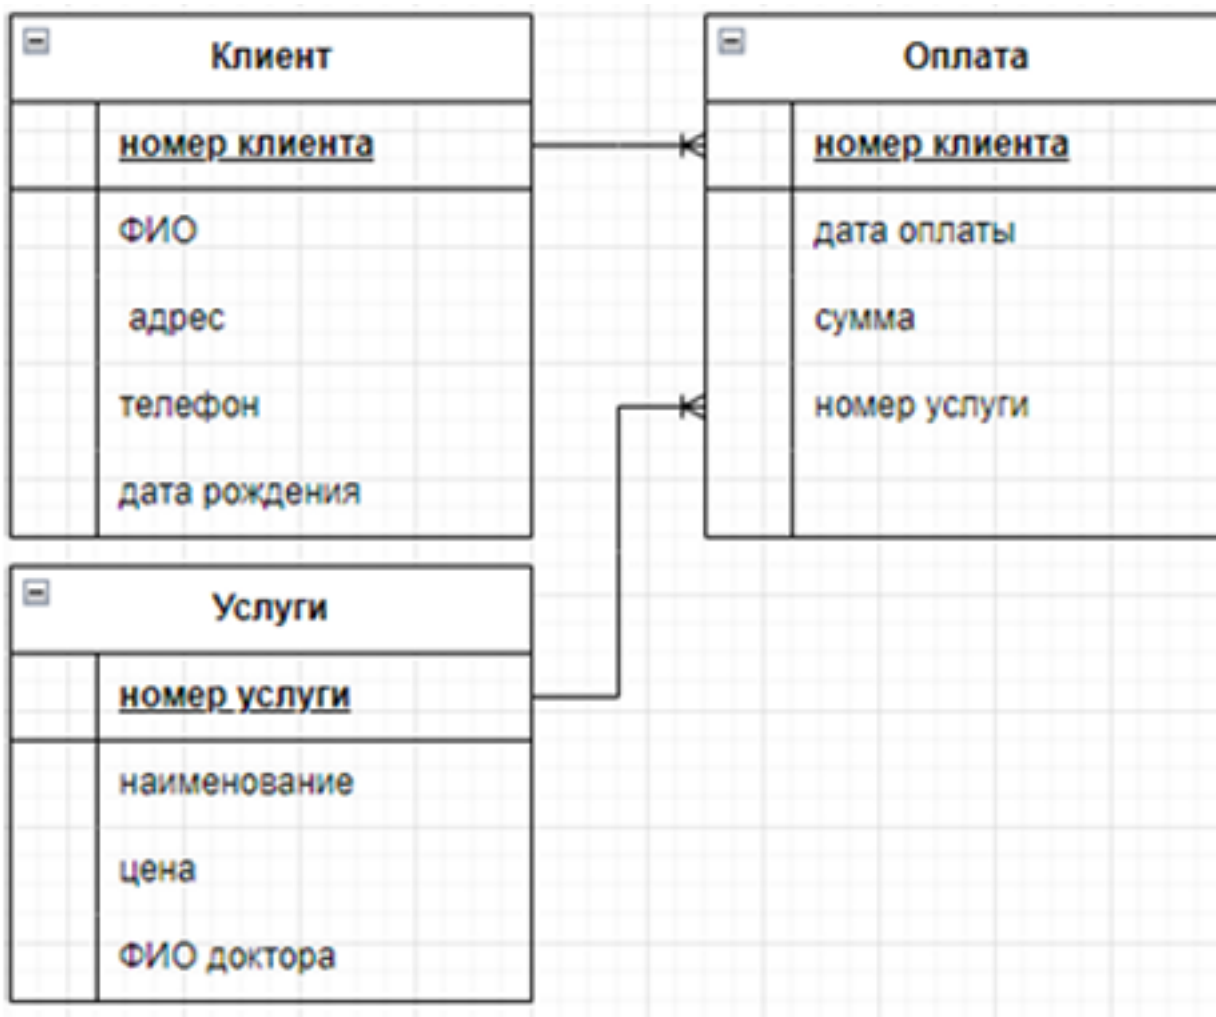 Клиент
номер клиента
ФИО
адрес
телефон
дата рождения
Оплата
номер клиента
дата оплаты
сумма
номер услуги
Услуги
номер услуги
наименование
цена
ФИО доктора